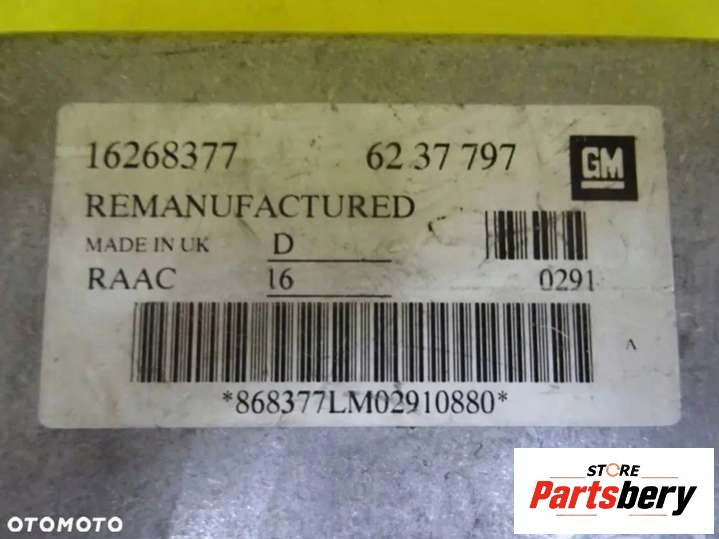 16268377 62 37 797 GM
REMANUFACTURED
MADE IN UK D
RAAC 16 0291
A
*868377LM02910880*
STORE
Partsbery
OTOMOTO